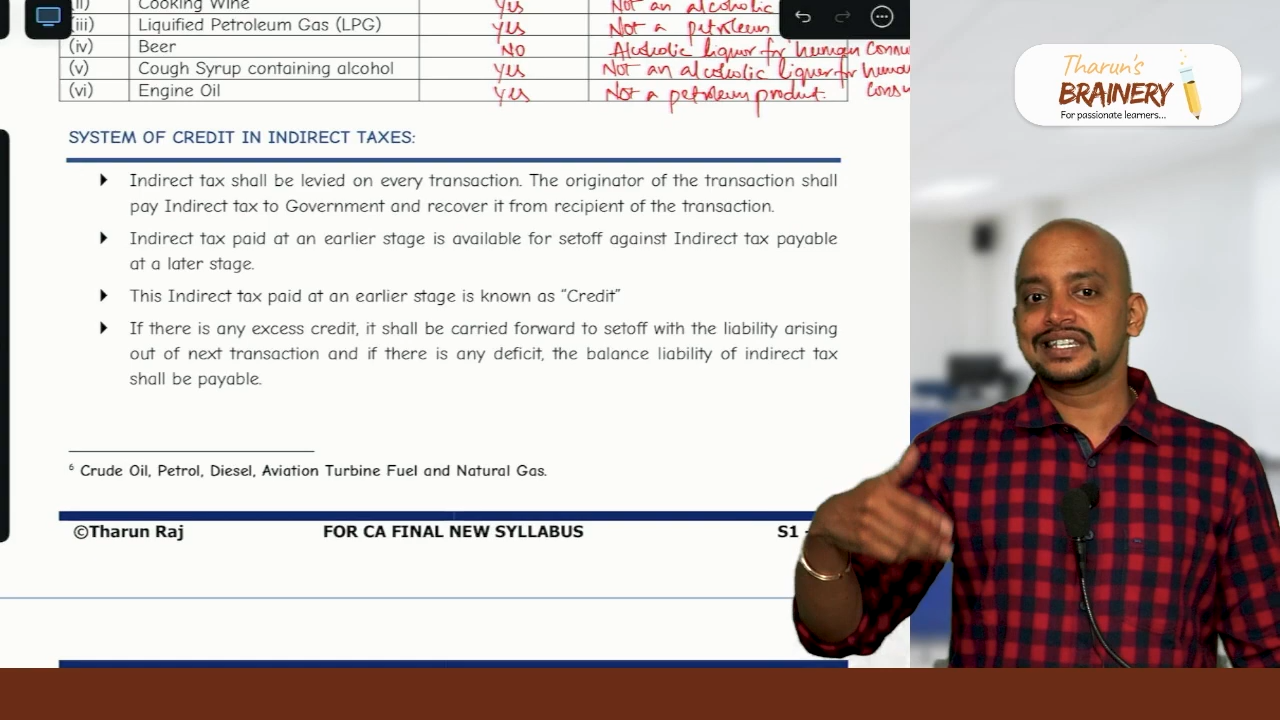 (ii) Cooking Wine Yes Not an alcoholic
(iii) Liquified Petroleum Gas (LPG) Yes Not a petroleum
(iv) Beer NO Alcoholic liquor for human
(v) Cough Syrup containing alcohol Yes Not an alcoholic liquor for human
(vi) Engine Oil Yes Not a petroleum product.
SYSTEM OF CREDIT IN INDIRECT TAXES:
Indirect tax shall be levied on every transaction. The originator of the transaction shall
pay Indirect tax to Government and recover it from recipient of the transaction.
Indirect tax paid at an earlier stage is available for setoff against Indirect tax payable
at a later stage.
This Indirect tax paid at an earlier stage is known as “Credit”
If there is any excess credit, it shall be carried forward to setoff with the liability arising
out of next transaction and if there is any deficit, the balance liability of indirect tax
shall be payable.
6 Crude Oil, Petrol, Diesel, Aviation Turbine Fuel and Natural Gas.
©Tharun Raj FOR CA FINAL NEW SYLLABUS S1
Tharun's
BRAINERY
For passionate learners...